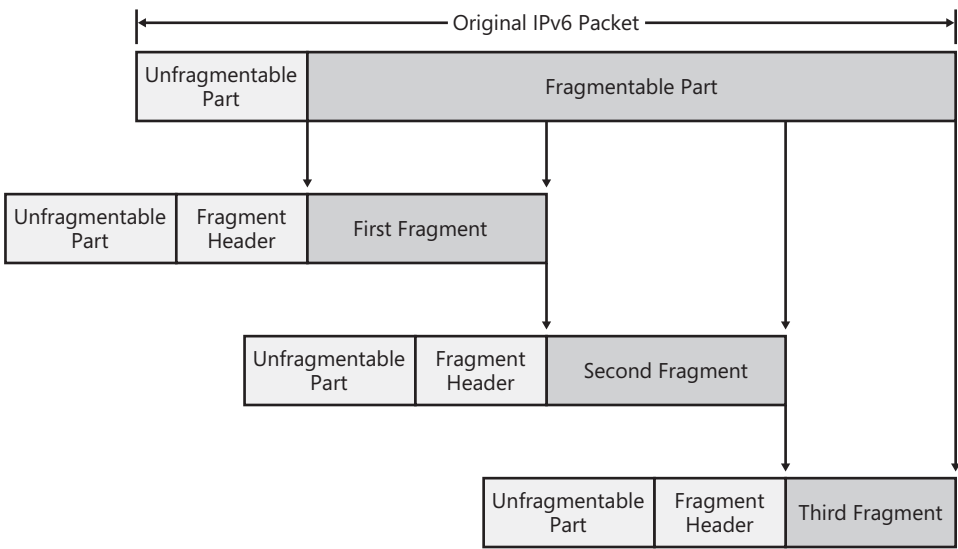 Original IPv6 Packet
Unfragmentable
Part
Fragmentable Part
Unfragmentable
Part
Fragment
Header
First Fragment
Unfragmentable
Part
Fragment
Header
Second Fragment
Unfragmentable
Part
Fragment
Header
Third Fragment